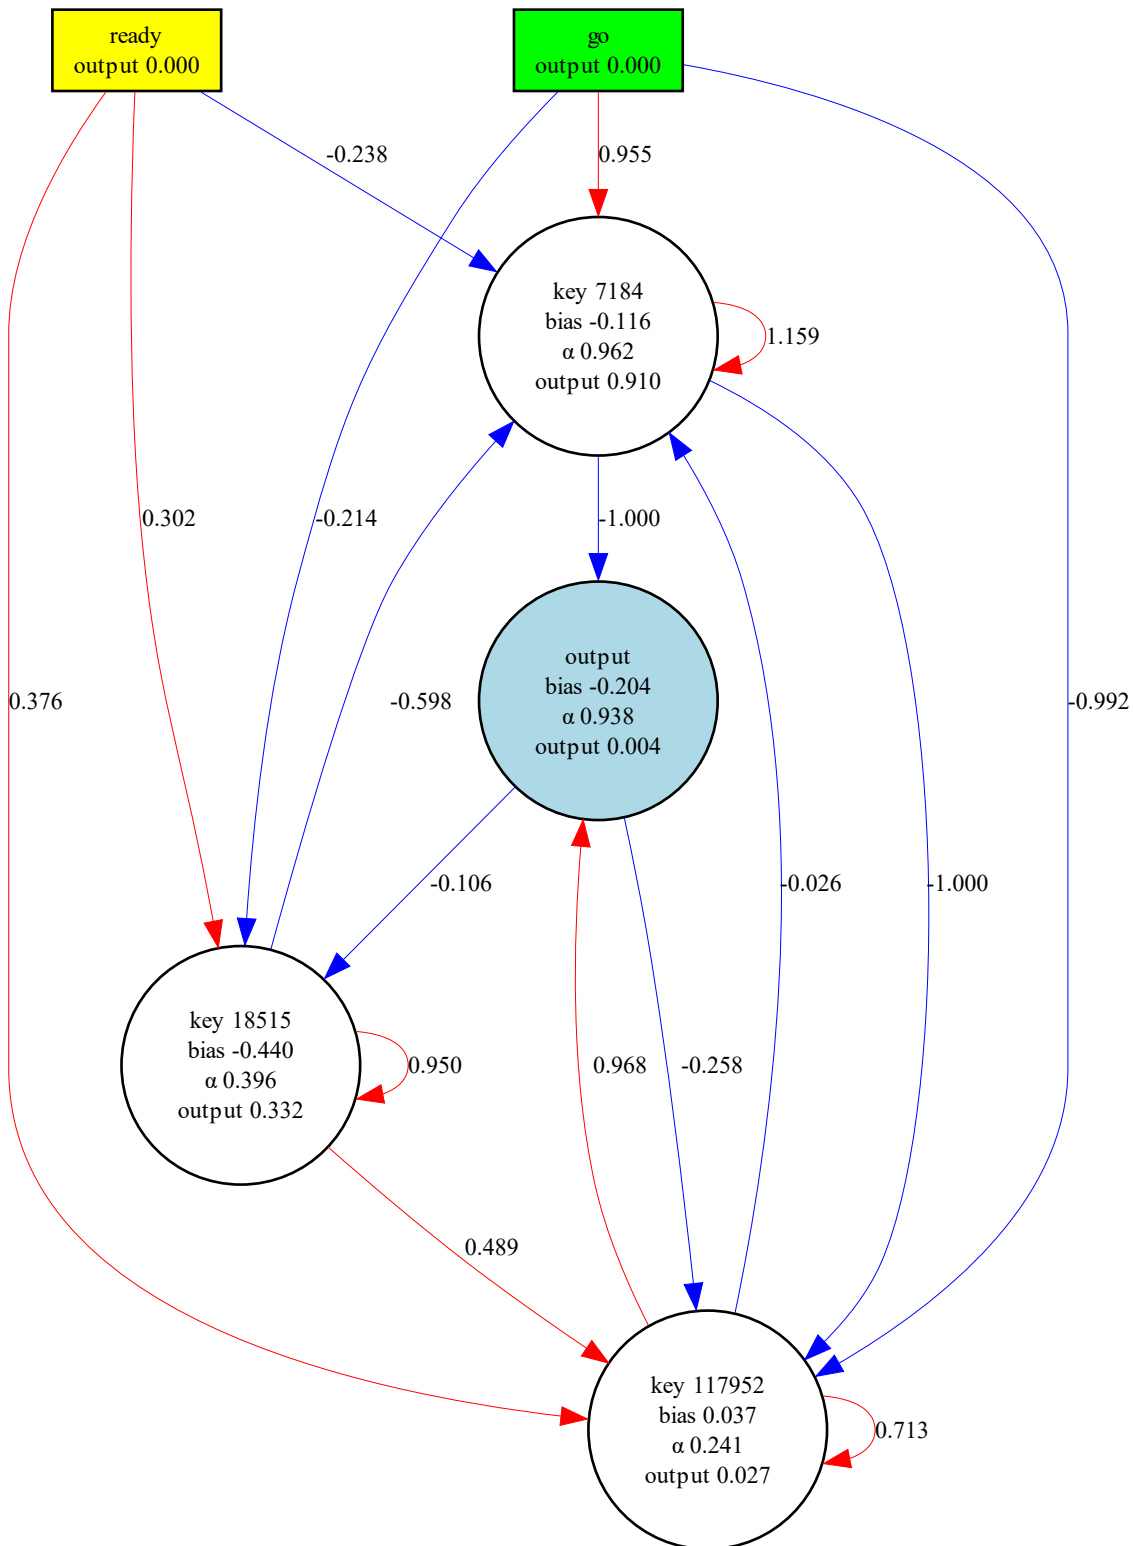 ready
output 0.000
go
output 0.000
-0.238
0.955
key 7184
bias -0.116
α 0.962
output 0.910
1.159
0.302
-0.214
-1.000
output
bias -0.204
α 0.938
output 0.004
0.376
-0.598
-0.992
-0.106
-0.026
-1.000
key 18515
bias -0.440
α 0.396
output 0.332
0.950
0.968
-0.258
0.489
key 117952
bias 0.037
α 0.241
output 0.027
0.713